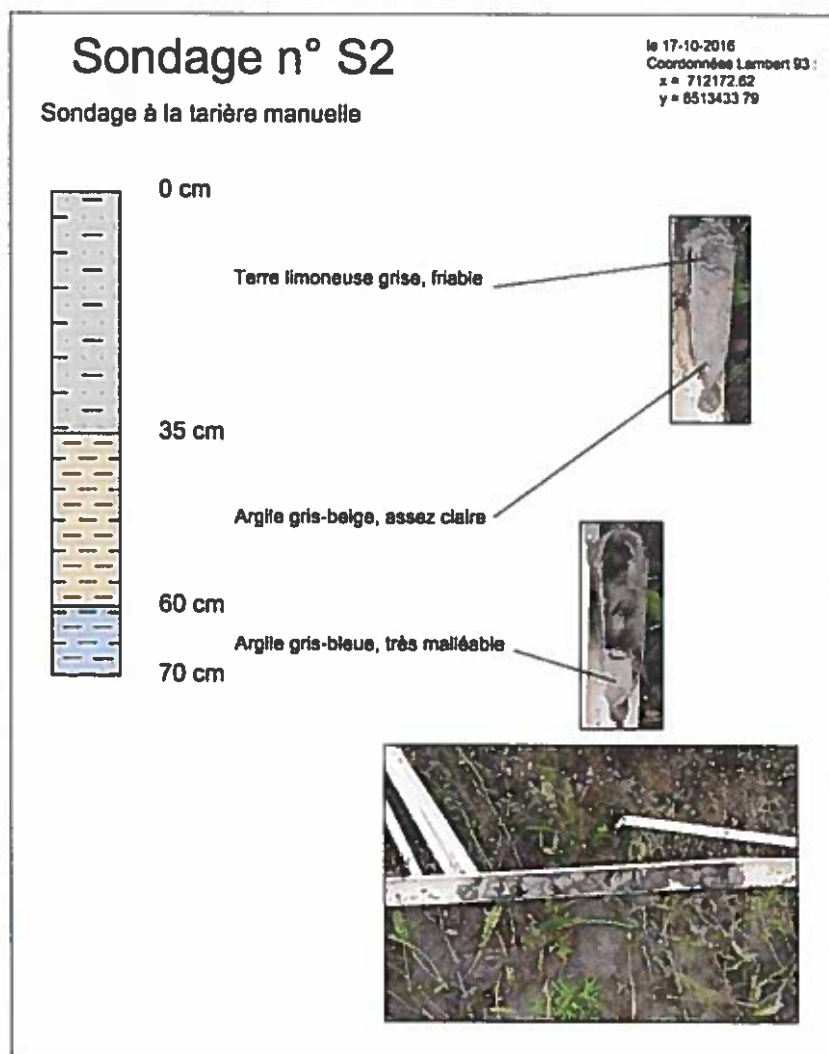 Sondage n° S2
le 17-10-2016
Coordonnées Lambert 93 :
x = 712172.62
y = 6513433 79
Sondage à la tarière manuelle
0 cm
Terre limoneuse grise, friable
35 cm
Argile gris-beige, assez claire
60 cm
Argile gris-bleue, très malléable
70 cm